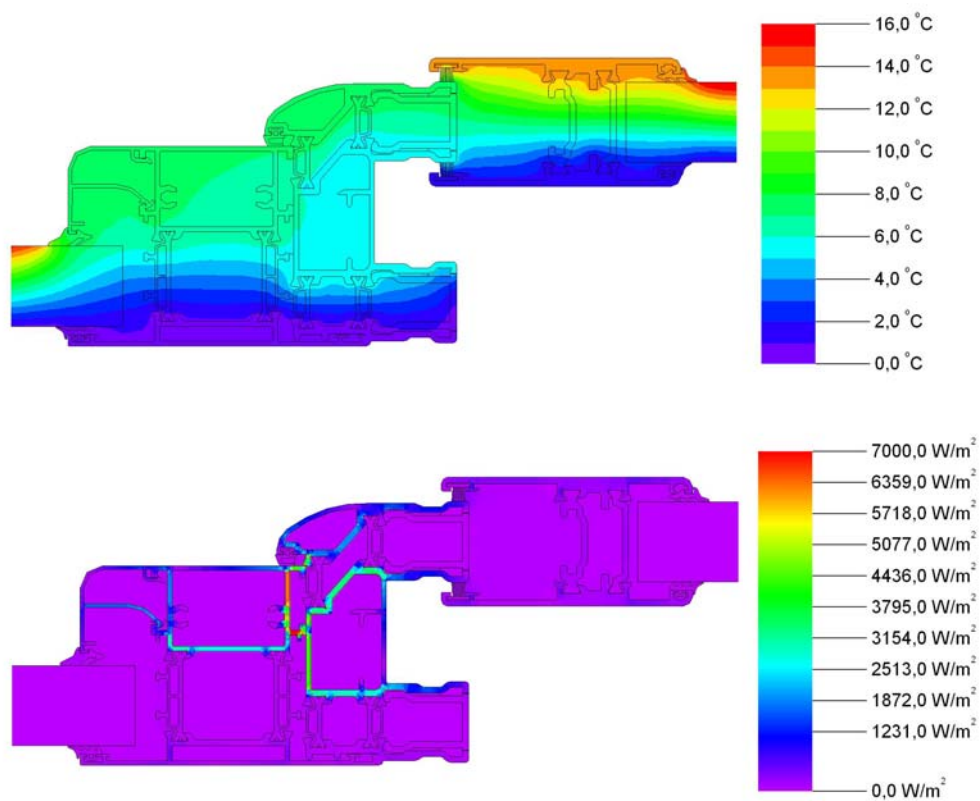 16,0 °C
14,0 °C
12,0 °C
10,0 °C
8,0 °C
6,0 °C
4,0 °C
2,0 °C
0,0 °C
7000,0 W/m²
6359,0 W/m²
5718,0 W/m²
5077,0 W/m²
4436,0 W/m²
3795,0 W/m²
3154,0 W/m²
2513,0 W/m²
1872,0 W/m²
1231,0 W/m²
0,0 W/m²